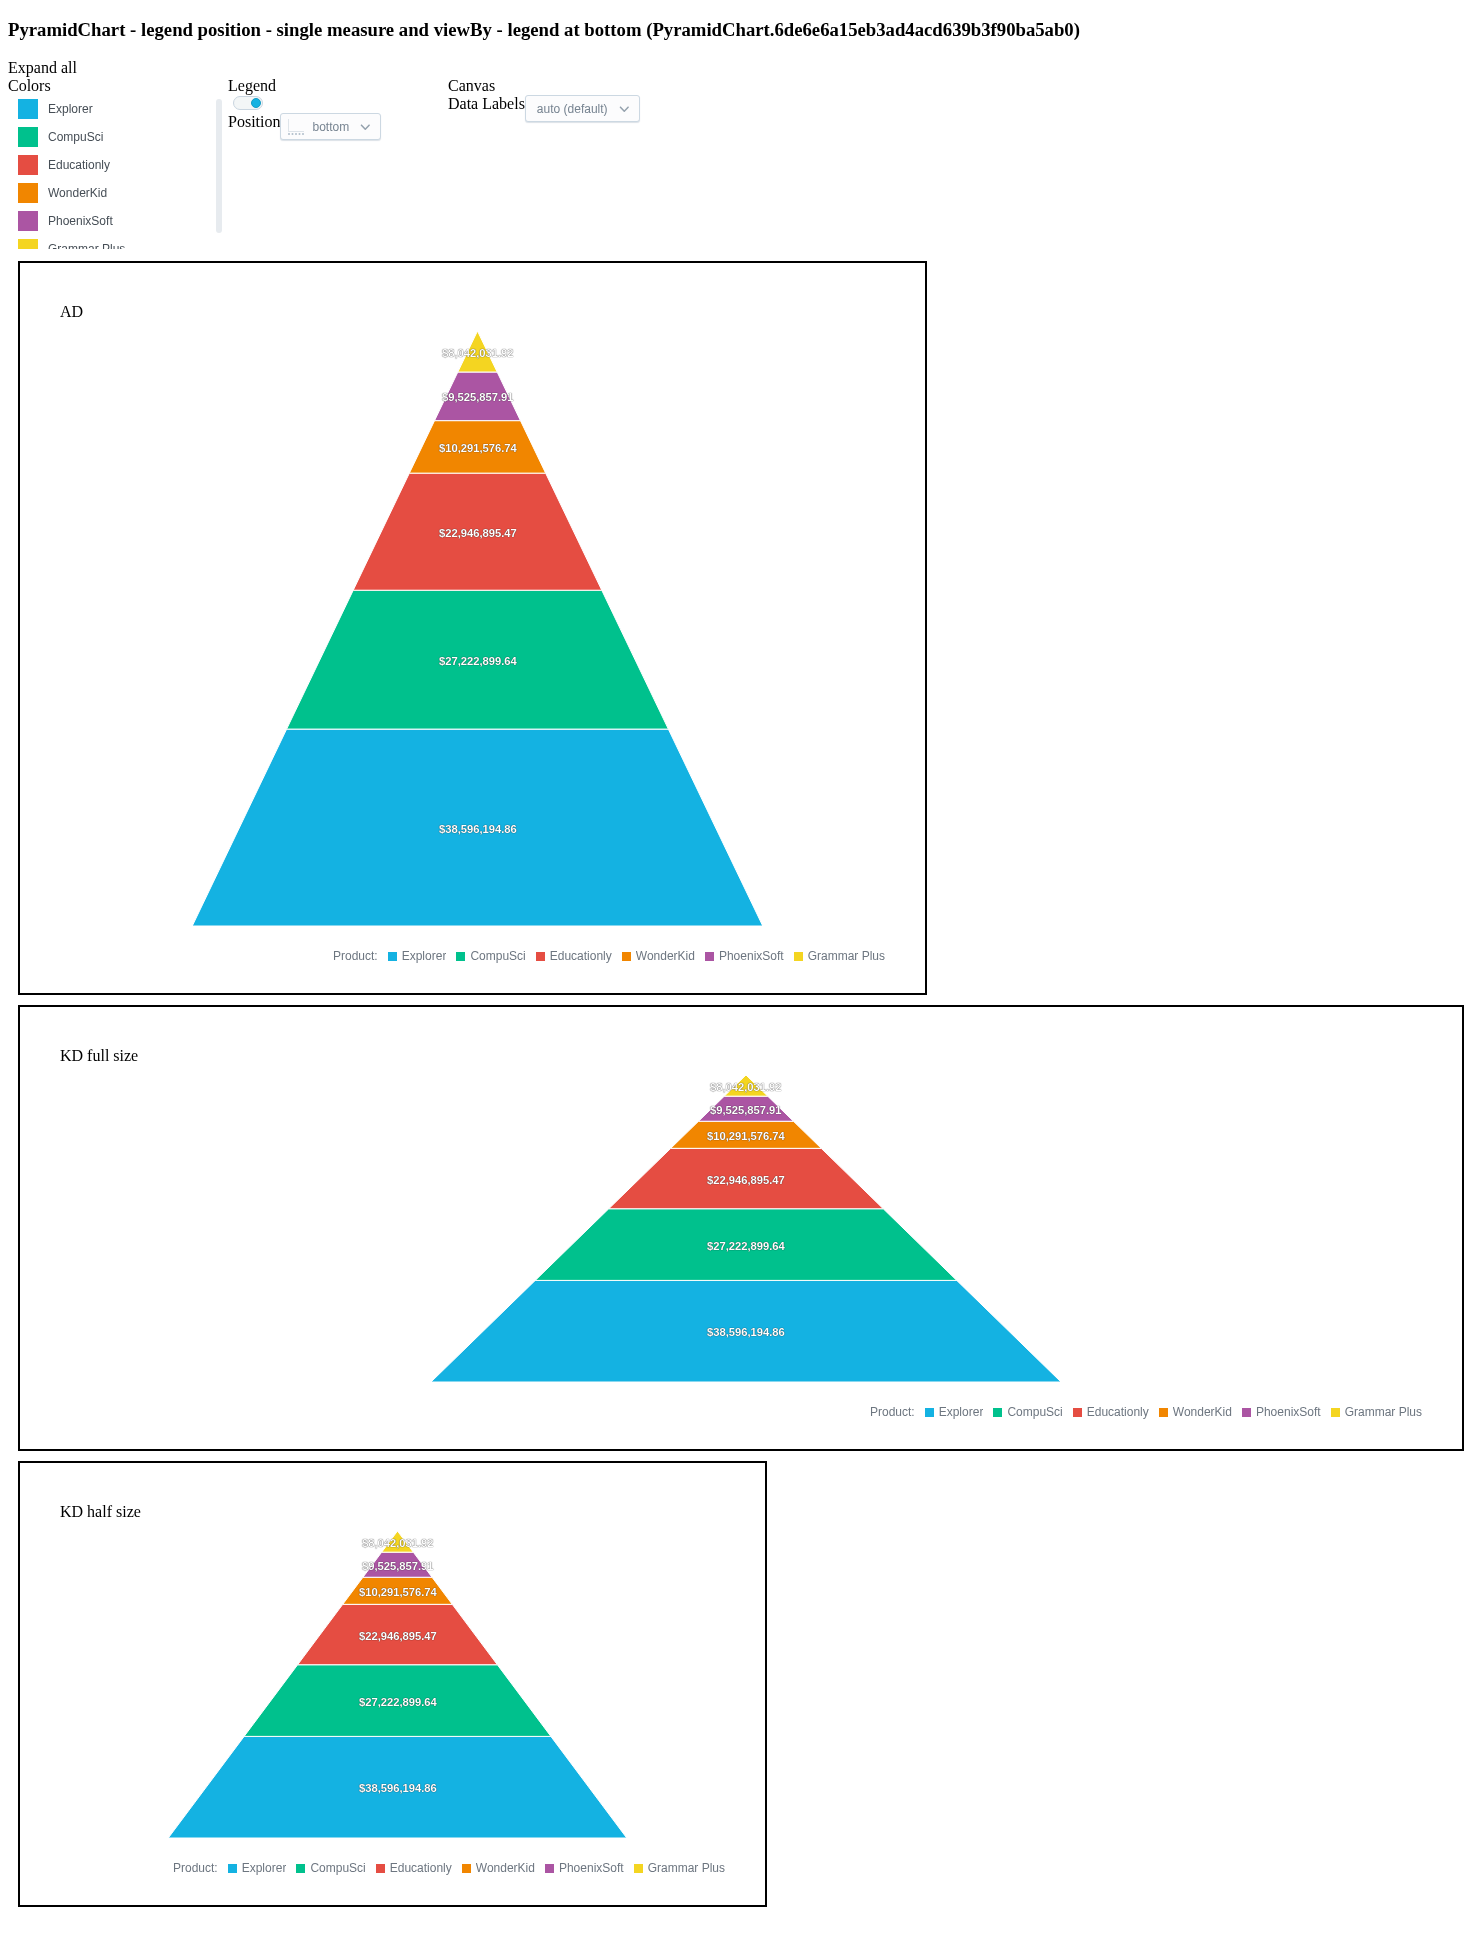 PyramidChart - legend position - single measure and viewBy - legend at bottom (PyramidChart.6de6e6a15eb3ad4acd639b3f90ba5ab0)
Expand all
Colors
Explorer
CompuSci
Educationly
WonderKid
PhoenixSoft
Grammar Plus
Legend
Position bottom
Canvas
Data Labels auto (default)
AD
$8,042,031.92
$9,525,857.91
$10,291,576.74
$22,946,895.47
$27,222,899.64
$38,596,194.86
Product: Explorer CompuSci Educationly WonderKid PhoenixSoft Grammar Plus
KD full size
$8,042,031.92
$9,525,857.91
$10,291,576.74
$22,946,895.47
$27,222,899.64
$38,596,194.86
Product: Explorer CompuSci Educationly WonderKid PhoenixSoft Grammar Plus
KD half size
$8,042,031.92
$9,525,857.91
$10,291,576.74
$22,946,895.47
$27,222,899.64
$38,596,194.86
Product: Explorer CompuSci Educationly WonderKid PhoenixSoft Grammar Plus